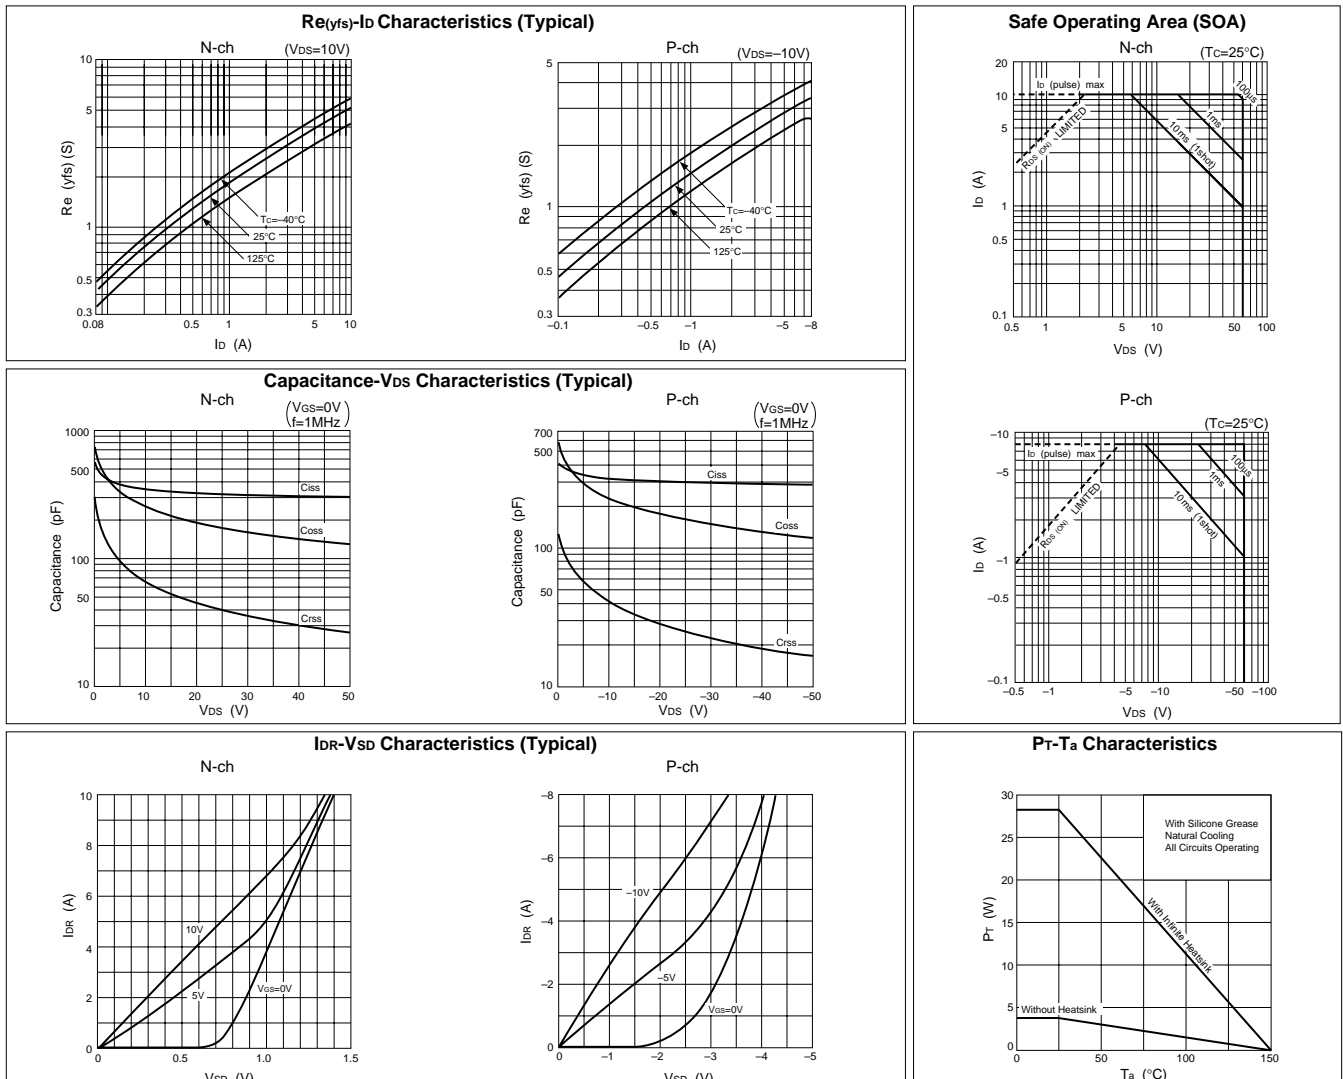 Re(yfs)-ID Characteristics (Typical)
N-ch
(VDS=10V)
10
5
1
0.5
0.3
Re (yfs) (S)
TC=–40°C
25°C
125°C
0.08
0.5
1
5
10
ID (A)
P-ch
(VDS=–10V)
5
1
0.5
0.3
Re (yfs) (S)
TC=–40°C
25°C
125°C
–0.1
–0.5
–1
–5
–8
ID (A)
Capacitance-VDS Characteristics (Typical)
N-ch
(VGS=0V
f=1MHz)
1000
500
100
50
10
Capacitance (pF)
Ciss
Coss
Crss
0
10
20
30
40
50
VDS (V)
P-ch
(VGS=0V
f=1MHz)
700
500
100
50
10
Capacitance (pF)
Ciss
Coss
Crss
0
–10
–20
–30
–40
–50
VDS (V)
IDR-VSD Characteristics (Typical)
N-ch
10
8
6
4
2
0
IDR (A)
10V
5V
VGS=0V
0
0.5
1.0
1.5
VSD (V)
P-ch
–8
–6
–4
–2
0
IDR (A)
–10V
–5V
VGS=0V
0
–1
–2
–3
–4
–5
VSD (V)
Safe Operating Area (SOA)
N-ch
(TC=25°C)
20
10
5
1
0.5
0.1
ID (A)
ID (pulse) max
RDS (ON) LIMITED
100µs
1ms
10ms (1shot)
0.5
1
5
10
50
100
VDS (V)
P-ch
(TC=25°C)
–10
–5
–1
–0.5
–0.1
ID (A)
ID (pulse) max
RDS (ON) LIMITED
100µs
1ms
10ms (1shot)
–0.5
–1
–5
–10
–50
–100
VDS (V)
PT-Ta Characteristics
30
25
20
15
10
5
0
PT (W)
With Silicone Grease
Natural Cooling
All Circuits Operating
With Infinite Heatsink
Without Heatsink
0
50
100
150
Ta (°C)